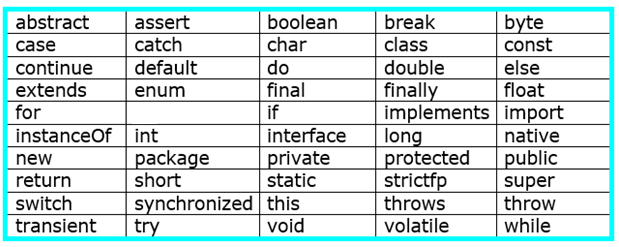 abstract assert boolean break byte
case catch char class const
continue default do double else
extends enum final finally float
for if implements import
instanceOf int interface long native
new package private protected public
return short static strictfp super
switch synchronized this throws throw
transient try void volatile while